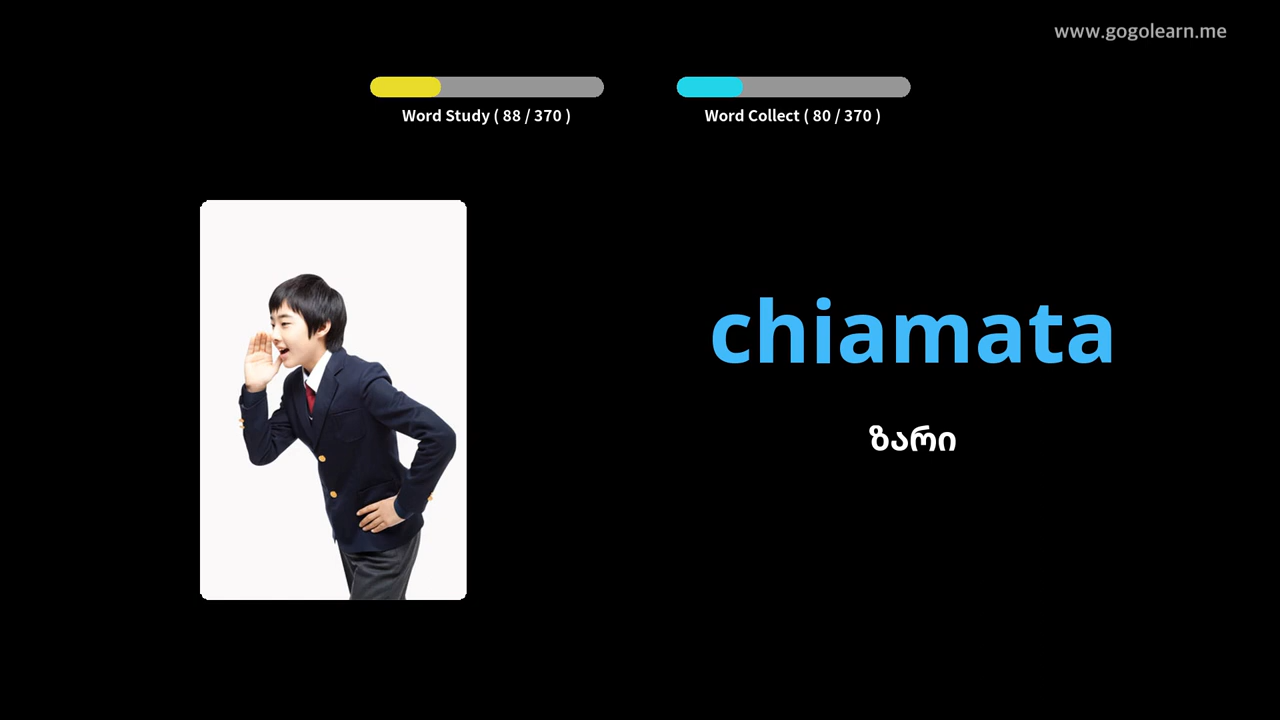 www.gogolearn.me
Word Study ( 88 / 370 )
Word Collect ( 80 / 370 )
chiamata
ზარი